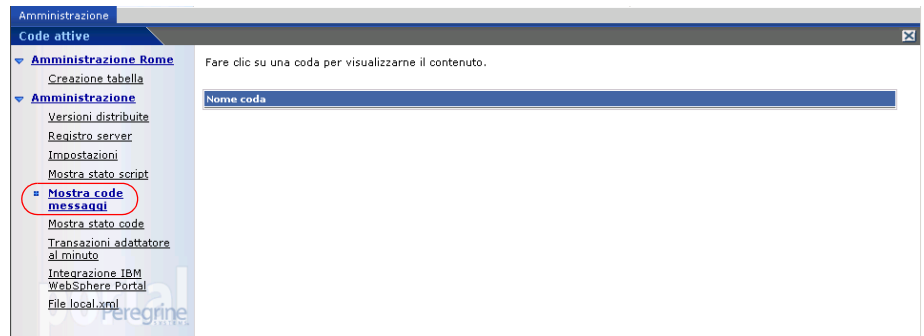 Amministrazione
Code attive
Amministrazione Rome
Creazione tabella
Amministrazione
Versioni distribuite
Registro server
Impostazioni
Mostra stato script
Mostra code
messaggi
Mostra stato code
Transazioni adattatore
al minuto
Integrazione IBM
WebSphere Portal
File local.xml
portal
Peregrine
Fare clic su una coda per visualizzarne il contenuto.
Nome coda